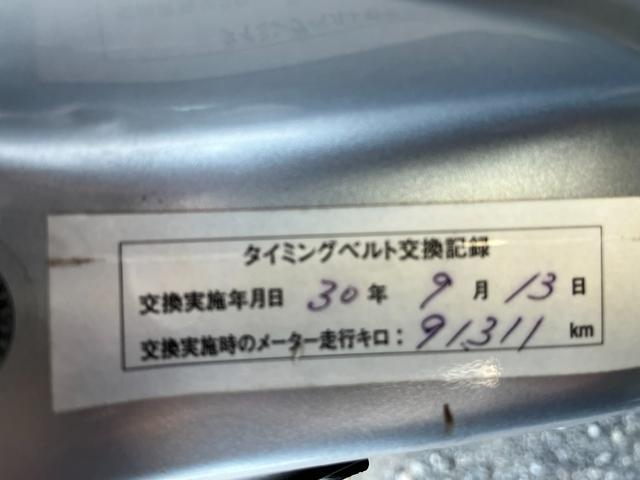 タイミングベルト交換記録
交換実施年月日 30年 9月 13日
交換実施時のメーター走行キロ：91,311 km